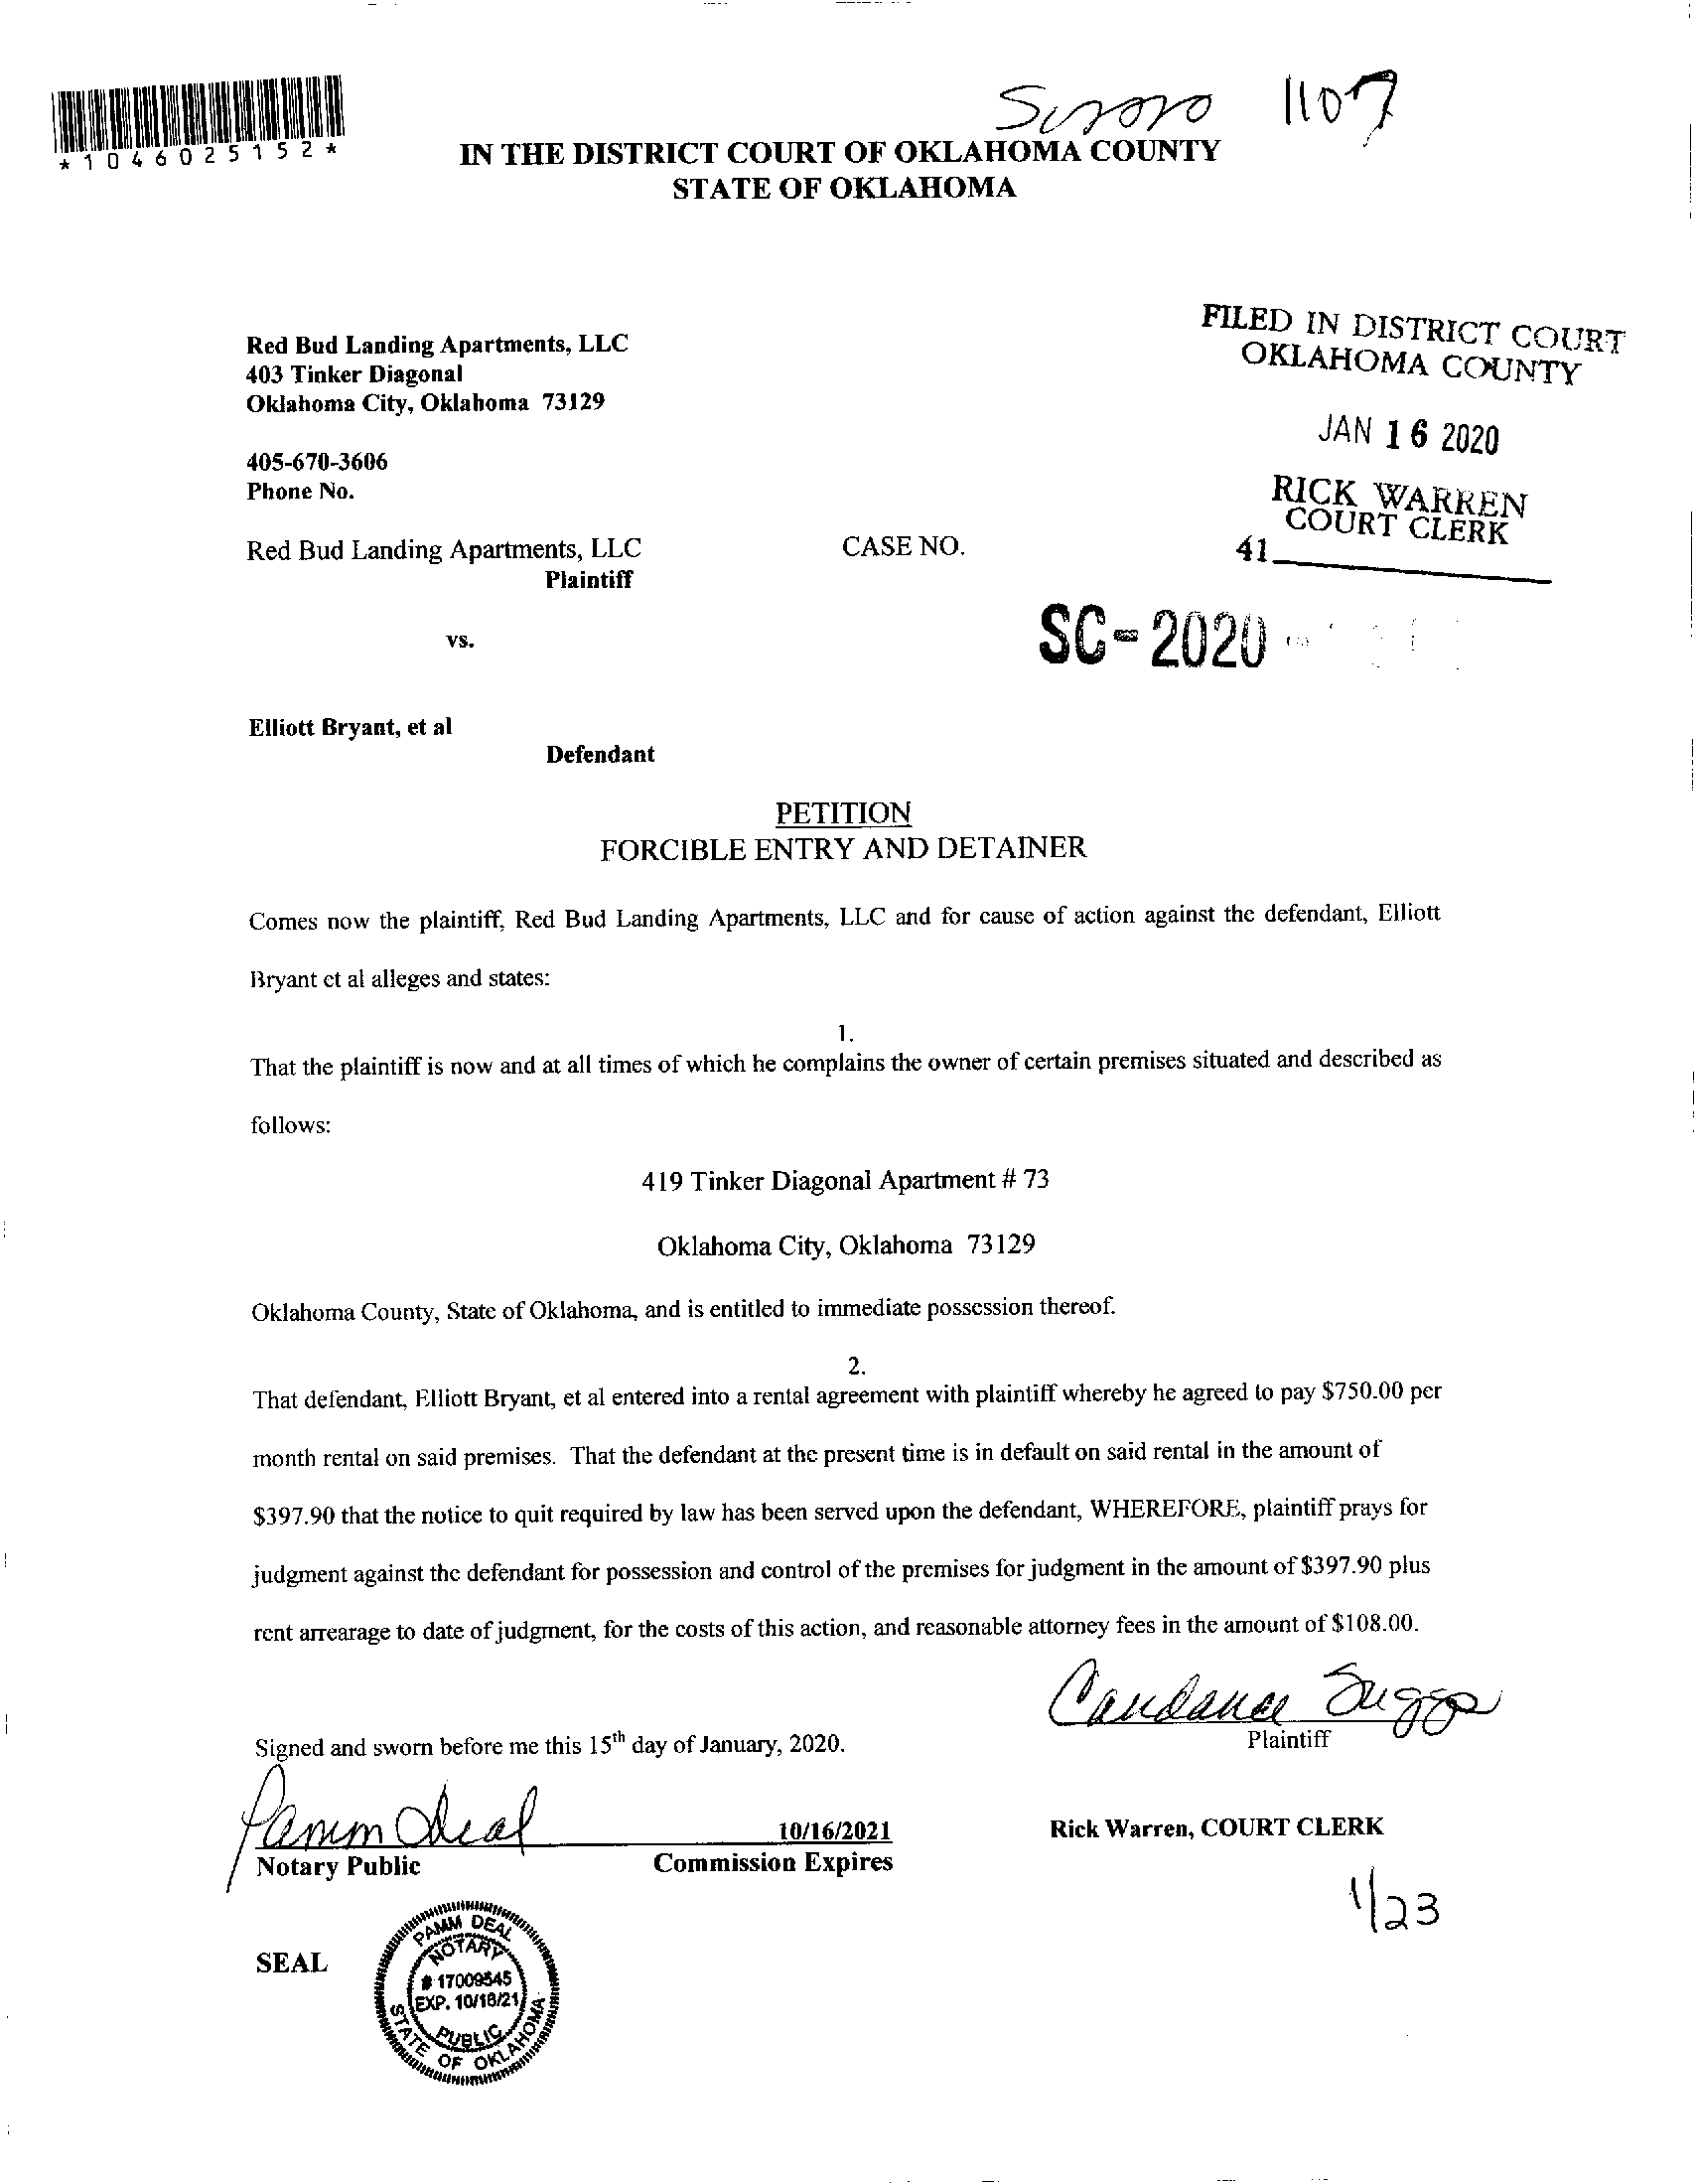 1107
*1046025152*
IN THE DISTRICT COURT OF OKLAHOMA COUNTY
STATE OF OKLAHOMA
FILED IN DISTRICT COURT
OKLAHOMA COUNTY
JAN 16 2020
RICK WARREN
COURT CLERK
41
Red Bud Landing Apartments, LLC
403 Tinker Diagonal
Oklahoma City, Oklahoma 73129
405-670-3606
Phone No.
Red Bud Landing Apartments, LLC CASE NO.
Plaintiff
vs.
SC-2020
Elliott Bryant, et al
Defendant
PETITION
FORCIBLE ENTRY AND DETAINER
Comes now the plaintiff, Red Bud Landing Apartments, LLC and for cause of action against the defendant, Elliott
Bryant et al alleges and states:
1.
That the plaintiff is now and at all times of which he complains the owner of certain premises situated and described as
follows:
419 Tinker Diagonal Apartment # 73
Oklahoma City, Oklahoma 73129
Oklahoma County, State of Oklahoma, and is entitled to immediate possession thereof.
2.
That defendant, Elliott Bryant, et al entered into a rental agreement with plaintiff whereby he agreed to pay $750.00 per
month rental on said premises. That the defendant at the present time is in default on said rental in the amount of
$397.90 that the notice to quit required by law has been served upon the defendant, WHEREFORE, plaintiff prays for
judgment against the defendant for possession and control of the premises for judgment in the amount of $397.90 plus
rent arrearage to date of judgment, for the costs of this action, and reasonable attorney fees in the amount of $108.00.
Candance Suggs
Plaintiff
Signed and sworn before me this 15th day of January, 2020.
Pamm Deal 10/16/2021
Notary Public Commission Expires
Rick Warren, COURT CLERK
1/23
SEAL
PAMM DEAL
NOTARY
# 17009545
EXP. 10/16/21
PUBLIC
STATE OF OKLAHOMA